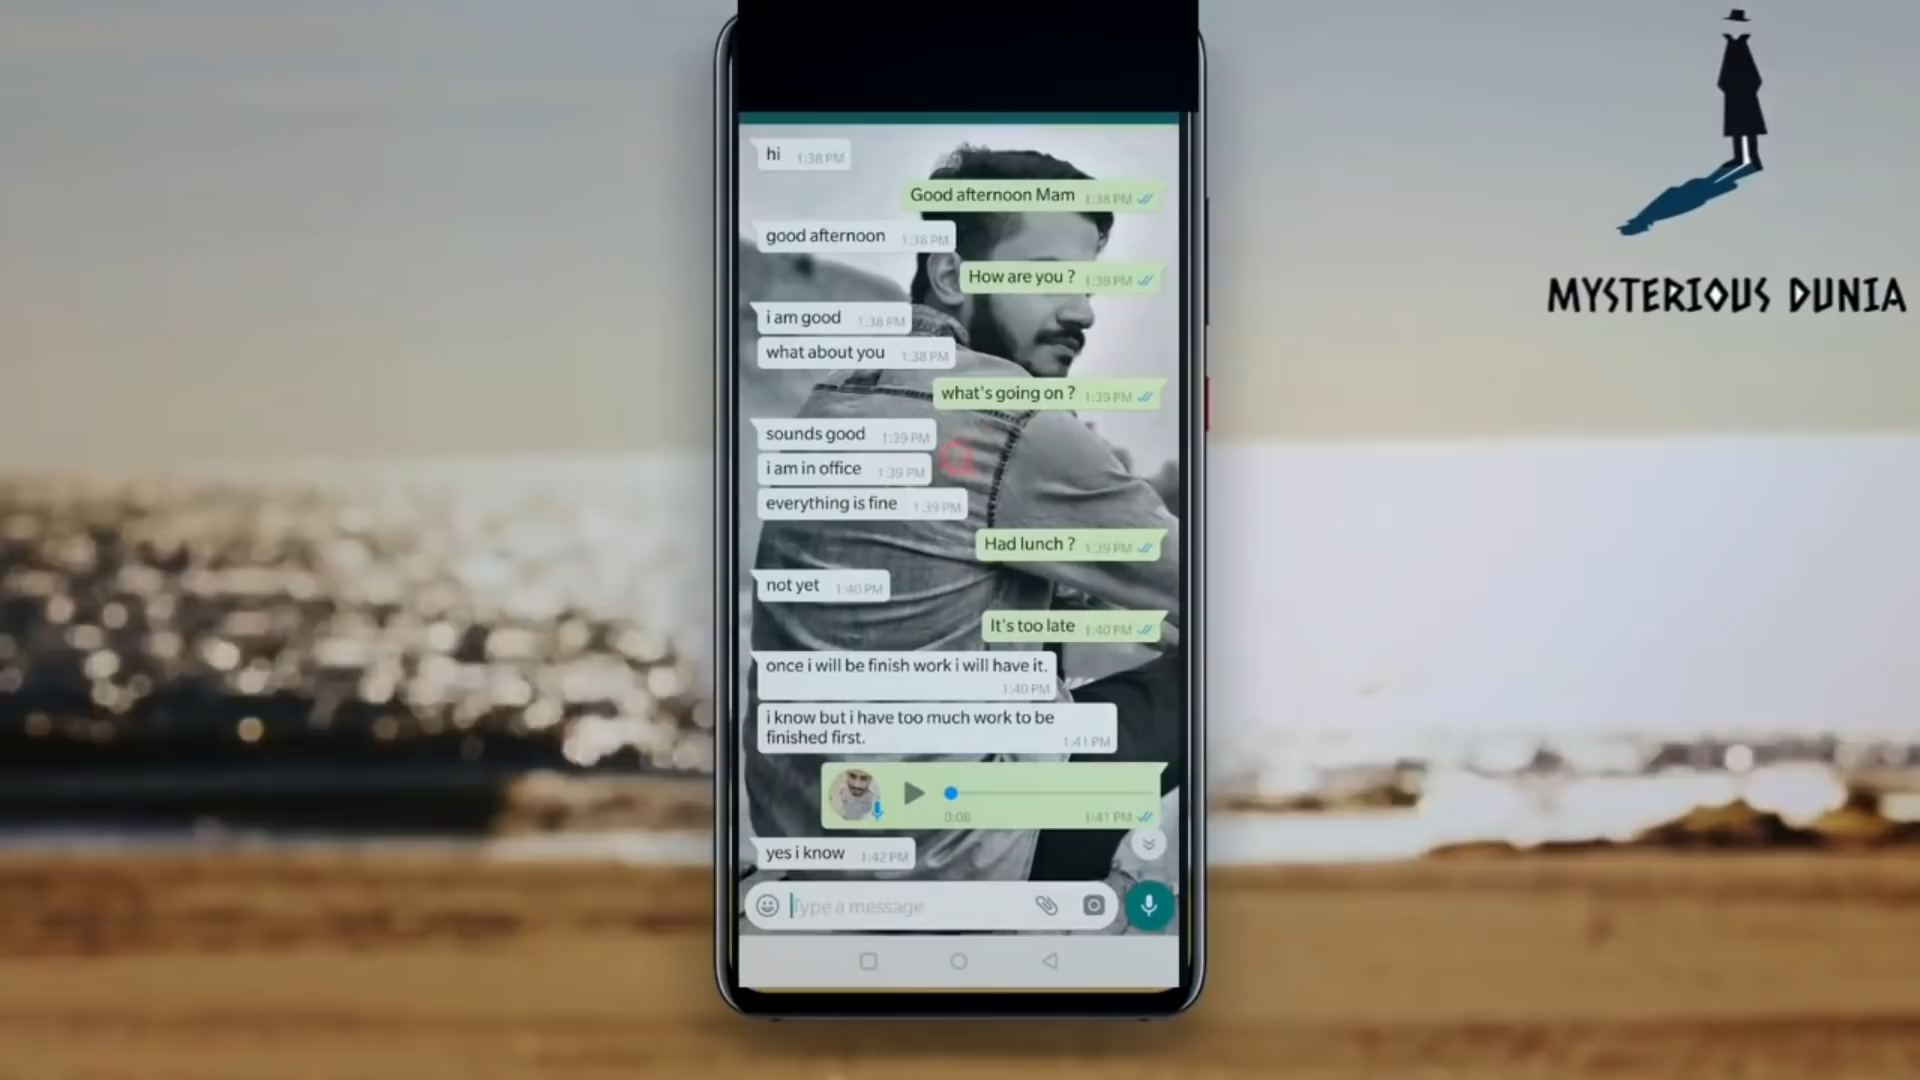 MYSTERIOUS DUNIA
hi 1:38 PM
Good afternoon Mam 1:38 PM
good afternoon 1:38 PM
How are you ? 1:38 PM
i am good 1:38 PM
what about you 1:38 PM
what's going on ? 1:39 PM
sounds good 1:39 PM
i am in office 1:39 PM
everything is fine 1:39 PM
Had lunch ? 1:39 PM
not yet 1:40 PM
It's too late 1:40 PM
once i will be finish work i will have it.
1:40 PM
i know but i have too much work to be
finished first. 1:41 PM
0:08 1:41 PM
yes i know 1:42 PM
Type a message